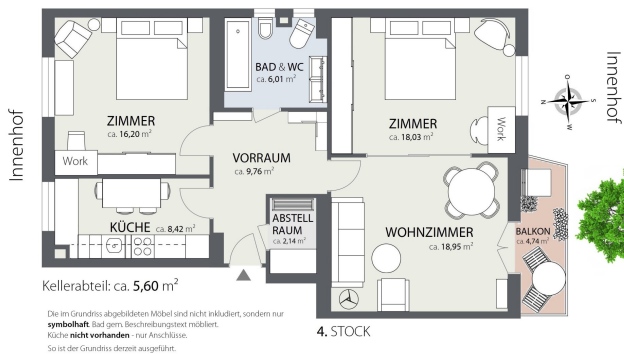 BAD & WC
ca. 6,01 m²
Innenhof
ZIMMER
ca. 16,20 m²
Work
ZIMMER
ca. 18,03 m²
Work
Innenhof
O
N
S
W
VORRAUM
ca. 9,76 m²
KÜCHE ca. 8,42 m²
ABSTELL
RAUM
ca. 2,14 m²
WOHNZIMMER
ca. 18,95 m²
BALKON
ca. 4,74 m²
Kellerabteil: ca. 5,60 m²
Die im Grundriss abgebildeten Möbel sind nicht inkludiert, sondern nur
symbolhaft. Bad gem. Beschreibungstext möbliert.
Küche nicht vorhanden - nur Anschlüsse.
So ist der Grundriss derzeit ausgeführt.
4. STOCK